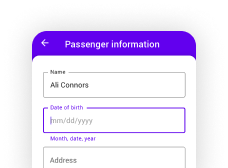 Passenger information
Name
Ali Connors
Date of birth
mm/dd/yyyy
Month, date, year
Address